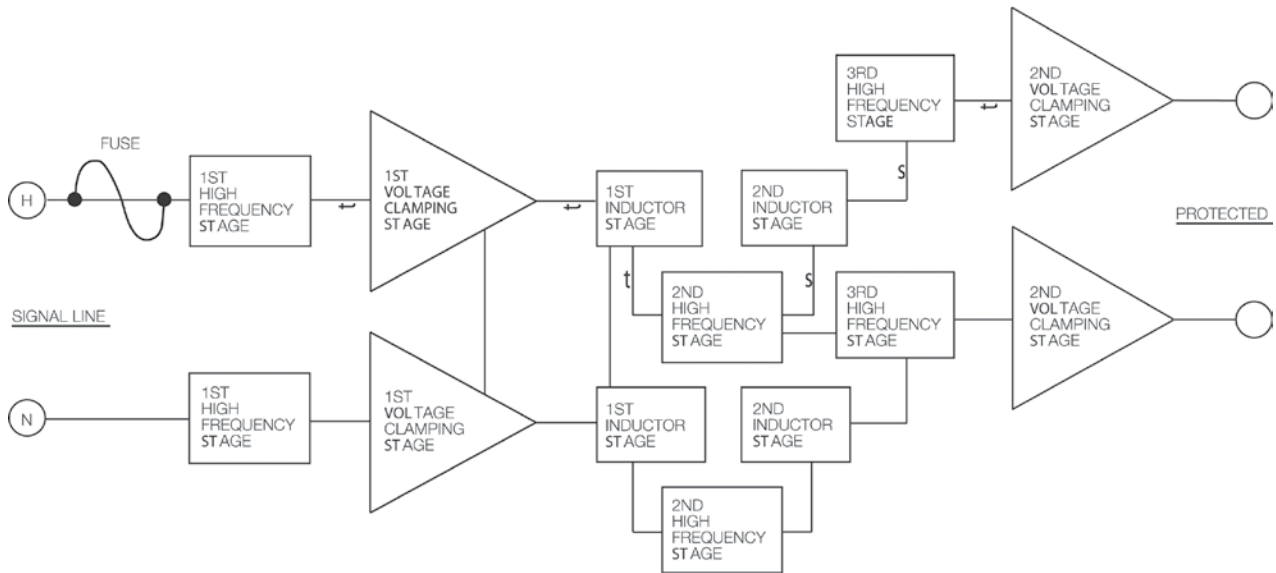 3RD
HIGH
FREQUENCY
STAGE
t
2ND
VOLTAGE
CLAMPING
STAGE
FUSE
H
1ST
HIGH
FREQUENCY
STAGE
t
1ST
VOLTAGE
CLAMPING
STAGE
t
1ST
INDUCTOR
STAGE
2ND
INDUCTOR
STAGE
s
PROTECTED
t
s
2ND
HIGH
FREQUENCY
STAGE
3RD
HIGH
FREQUENCY
STAGE
2ND
VOLTAGE
CLAMPING
STAGE
SIGNAL LINE
N
1ST
HIGH
FREQUENCY
STAGE
1ST
VOLTAGE
CLAMPING
STAGE
1ST
INDUCTOR
STAGE
2ND
INDUCTOR
STAGE
2ND
HIGH
FREQUENCY
STAGE